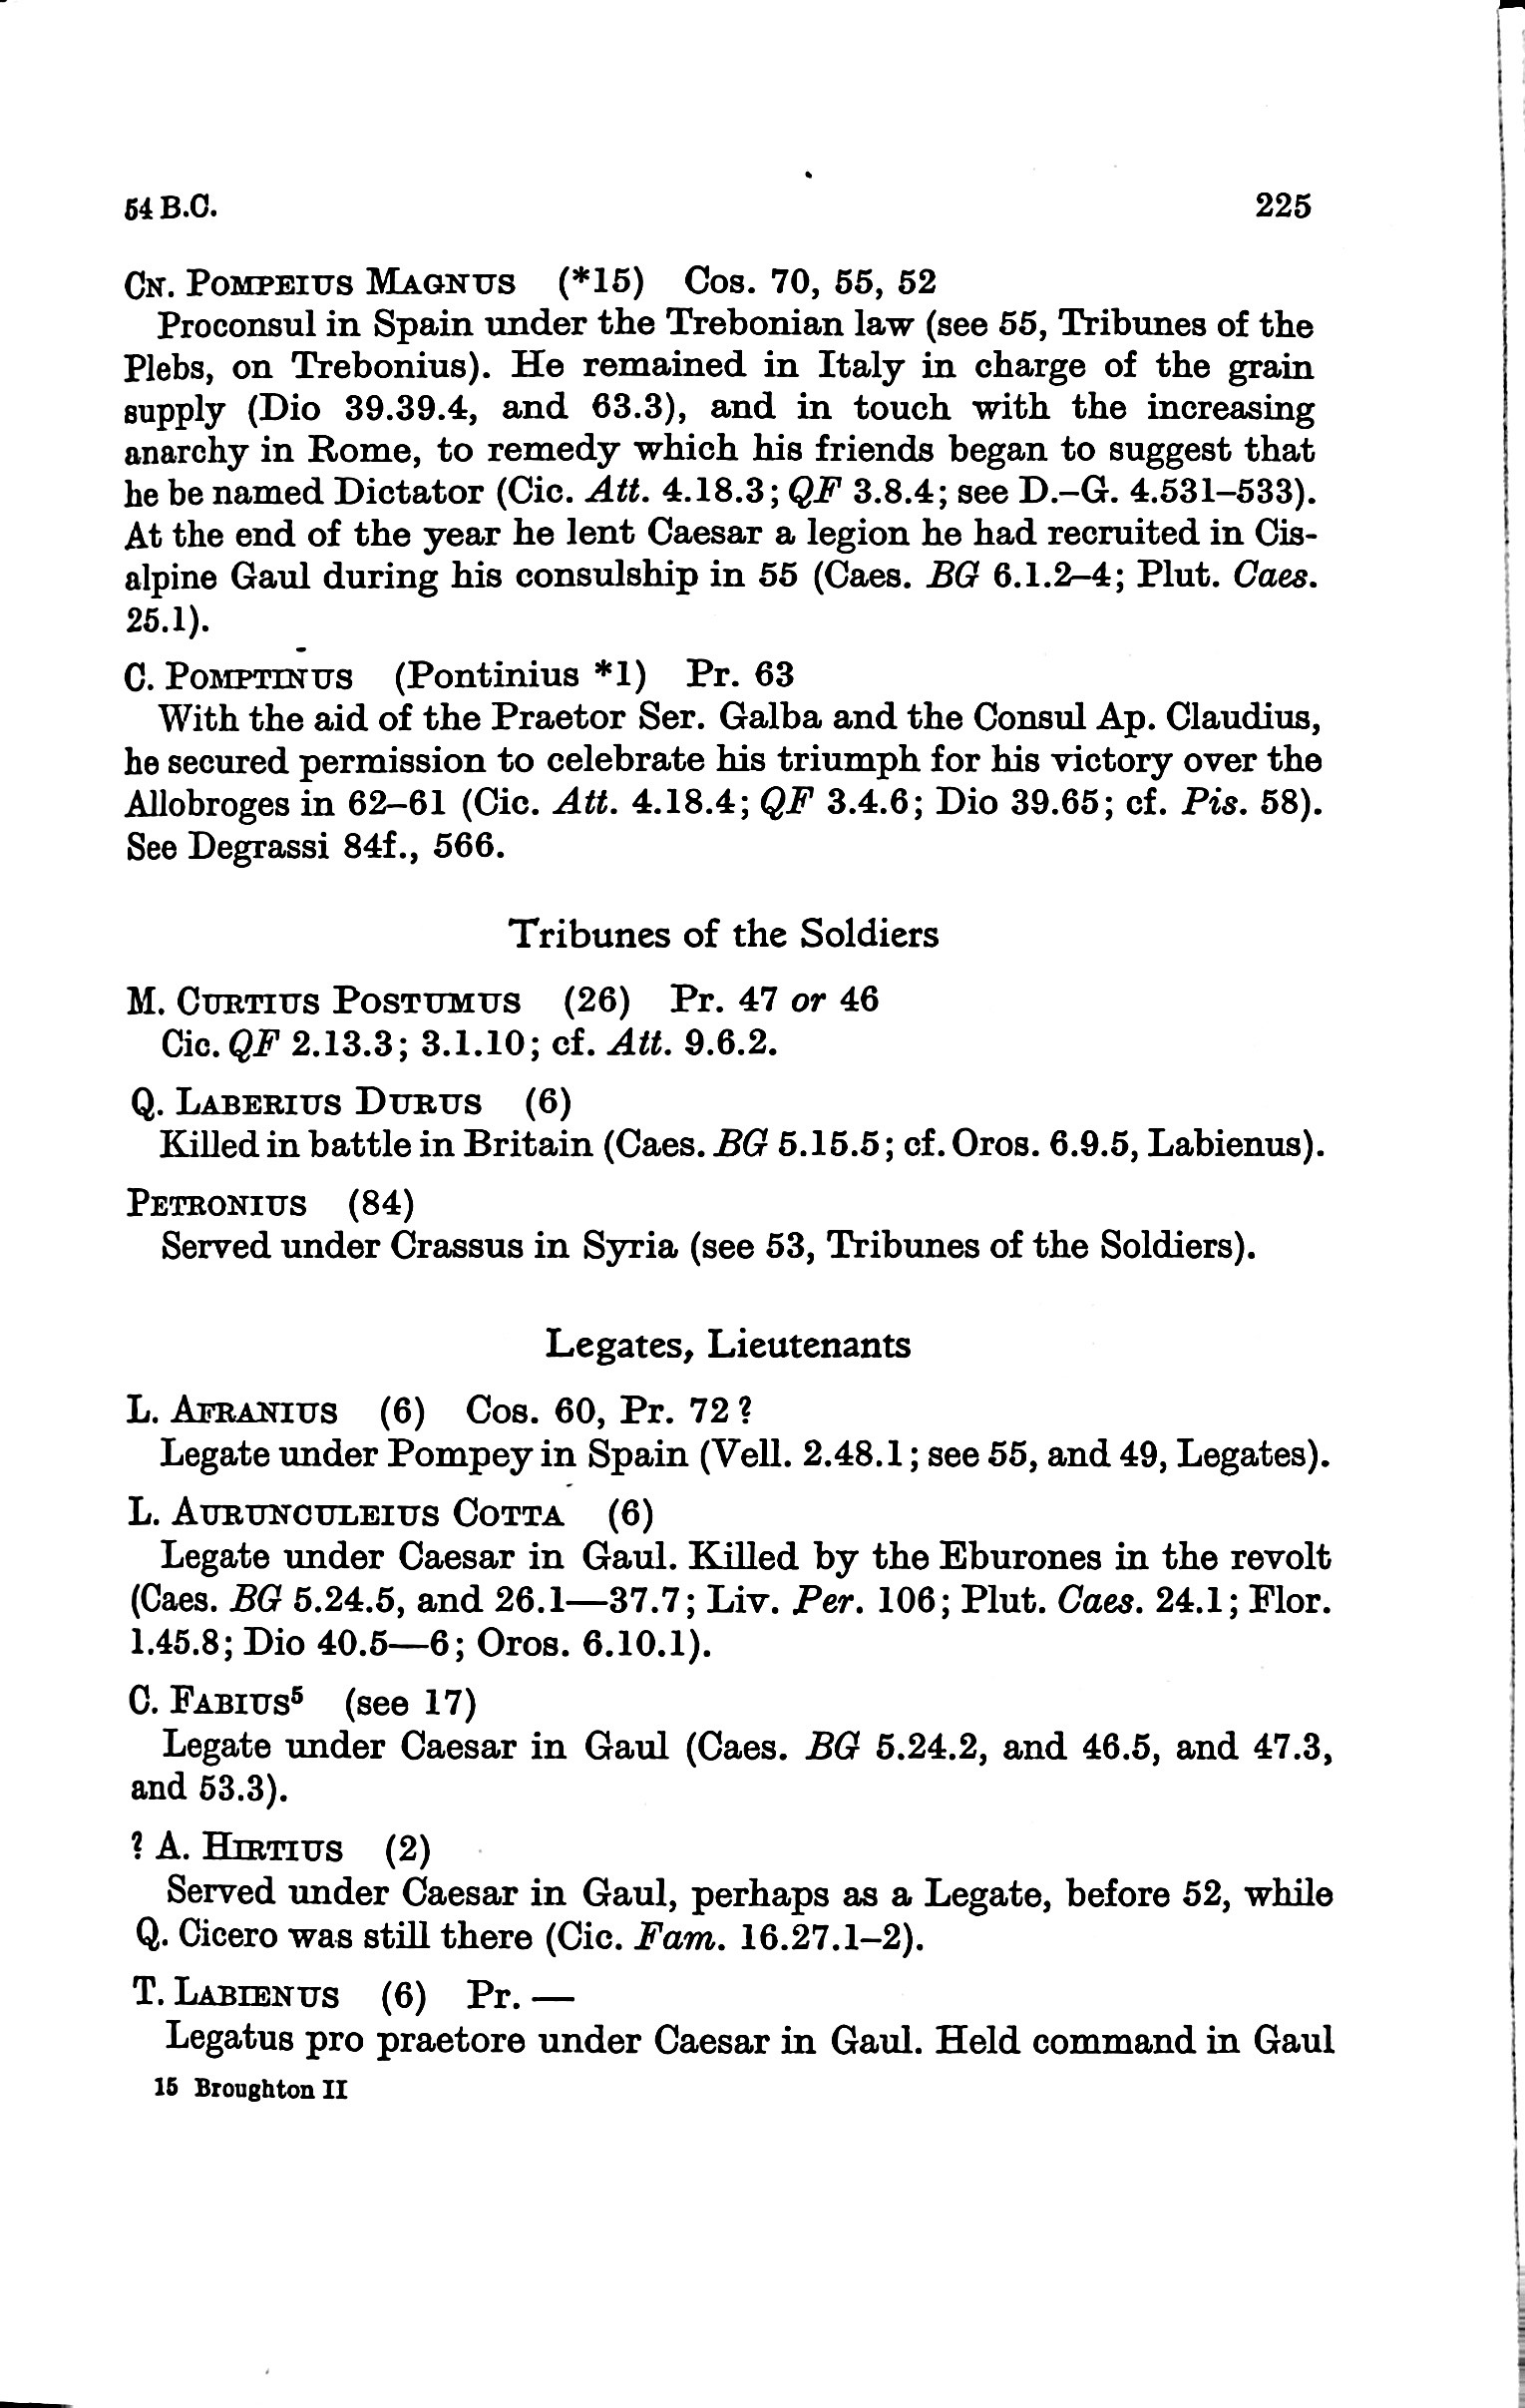 54 B.C. 225
CN. POMPEIUS MAGNUS (*15) Cos. 70, 55, 52
Proconsul in Spain under the Trebonian law (see 55, Tribunes of the
Plebs, on Trebonius). He remained in Italy in charge of the grain
supply (Dio 39.39.4, and 63.3), and in touch with the increasing
anarchy in Rome, to remedy which his friends began to suggest that
he be named Dictator (Cic. Att. 4.18.3; QF 3.8.4; see D.–G. 4.531–533).
At the end of the year he lent Caesar a legion he had recruited in Cis-
alpine Gaul during his consulship in 55 (Caes. BG 6.1.2–4; Plut. Caes.
25.1).
C. POMPTINUS (Pontinius *1) Pr. 63
With the aid of the Praetor Ser. Galba and the Consul Ap. Claudius,
he secured permission to celebrate his triumph for his victory over the
Allobroges in 62–61 (Cic. Att. 4.18.4; QF 3.4.6; Dio 39.65; cf. Pis. 58).
See Degrassi 84f., 566.
Tribunes of the Soldiers
M. CURTIUS POSTUMUS (26) Pr. 47 or 46
Cic. QF 2.13.3; 3.1.10; cf. Att. 9.6.2.
Q. LABERIUS DURUS (6)
Killed in battle in Britain (Caes. BG 5.15.5; cf. Oros. 6.9.5, Labienus).
PETRONIUS (84)
Served under Crassus in Syria (see 53, Tribunes of the Soldiers).
Legates, Lieutenants
L. AFRANIUS (6) Cos. 60, Pr. 72?
Legate under Pompey in Spain (Vell. 2.48.1; see 55, and 49, Legates).
L. AURUNCULEIUS COTTA (6)
Legate under Caesar in Gaul. Killed by the Eburones in the revolt
(Caes. BG 5.24.5, and 26.1—37.7; Liv. Per. 106; Plut. Caes. 24.1; Flor.
1.45.8; Dio 40.5—6; Oros. 6.10.1).
C. FABIUS⁵ (see 17)
Legate under Caesar in Gaul (Caes. BG 5.24.2, and 46.5, and 47.3,
and 53.3).
? A. HIRTIUS (2)
Served under Caesar in Gaul, perhaps as a Legate, before 52, while
Q. Cicero was still there (Cic. Fam. 16.27.1–2).
T. LABIENUS (6) Pr. —
Legatus pro praetore under Caesar in Gaul. Held command in Gaul
15 Broughton II